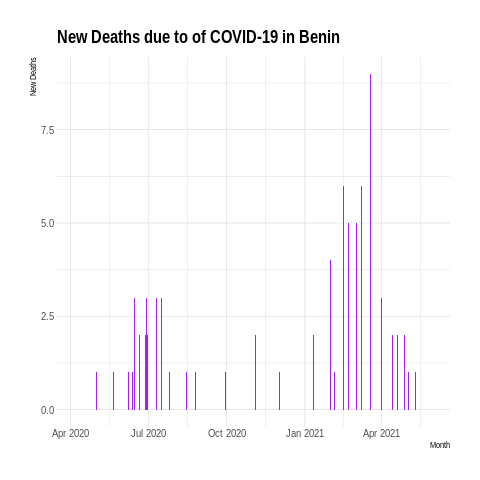 New Deaths due to of COVID-19 in Benin
New Deaths
7.5
5.0
2.5
0.0
Apr 2020 Jul 2020 Oct 2020 Jan 2021 Apr 2021
Month